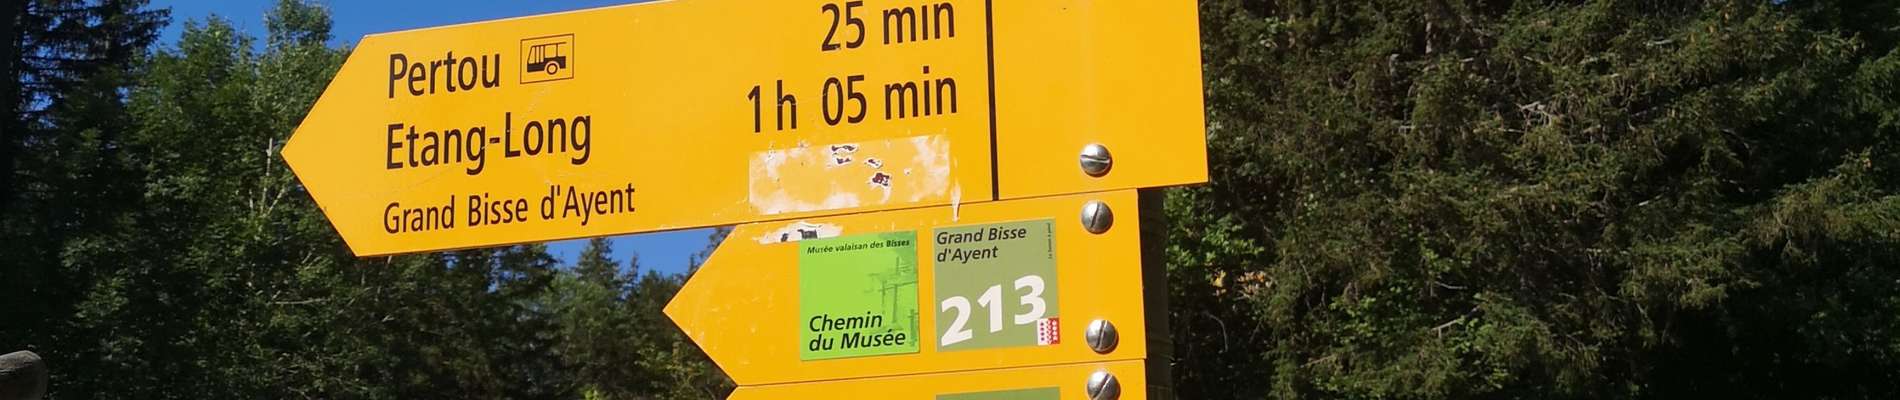 Pertou 25 min
Etang-Long 1 h 05 min
Grand Bisse d'Ayent
Musée valaisan des Bisses
Chemin
du Musée
Grand Bisse
d'Ayent
213